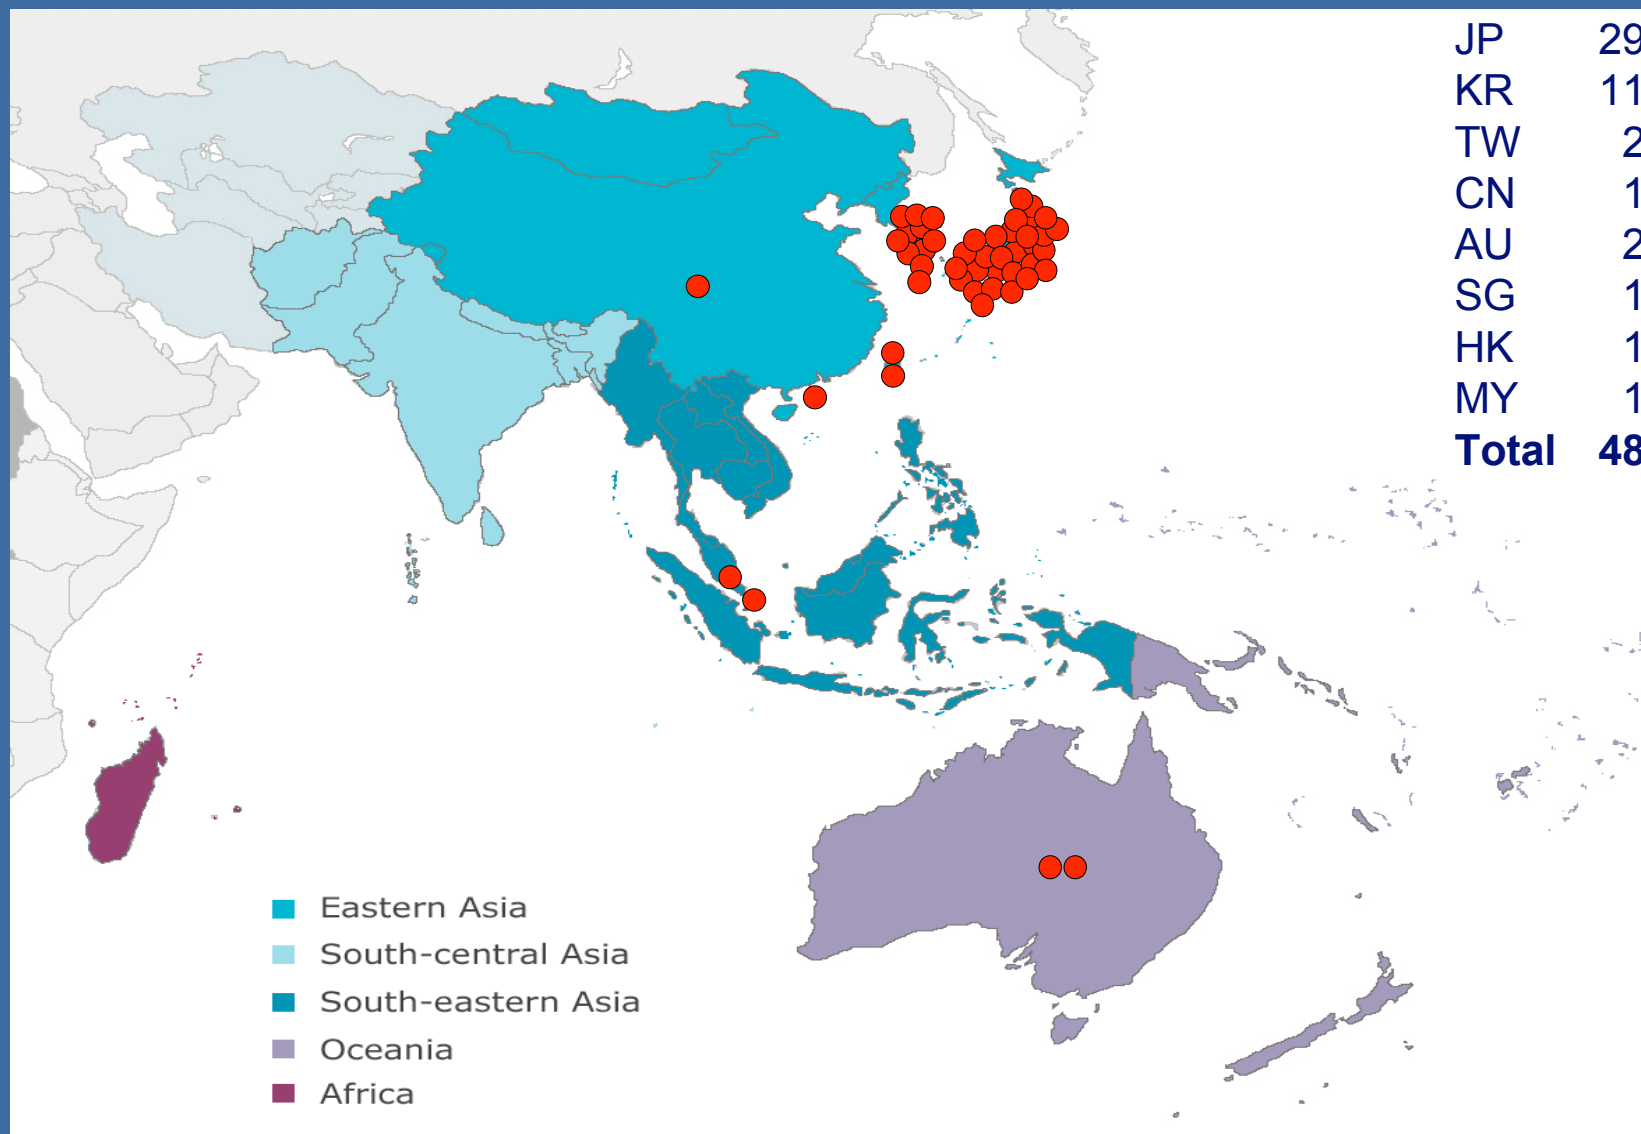 JP 29
KR 11
TW 2
CN 1
AU 2
SG 1
HK 1
MY 1
Total 48
Eastern Asia
South-central Asia
South-eastern Asia
Oceania
Africa